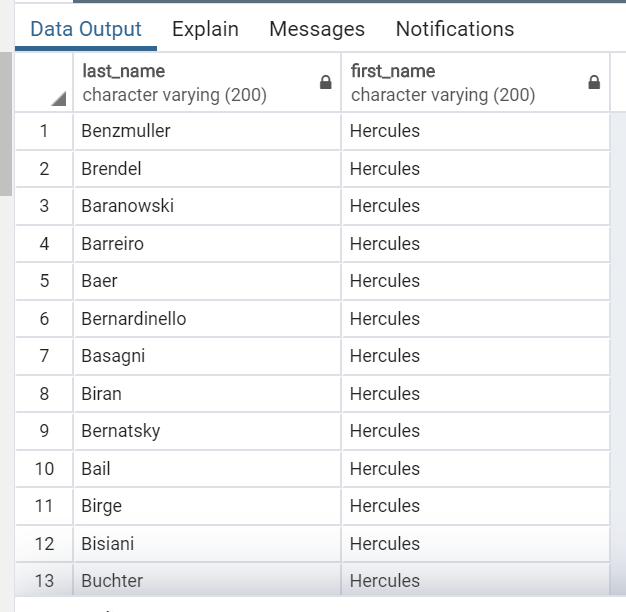 Data Output Explain Messages Notifications
last_name first_name
character varying (200) character varying (200)
1 Benzmuller Hercules
2 Brendel Hercules
3 Baranowski Hercules
4 Barreiro Hercules
5 Baer Hercules
6 Bernardinello Hercules
7 Basagni Hercules
8 Biran Hercules
9 Bernatsky Hercules
10 Bail Hercules
11 Birge Hercules
12 Bisiani Hercules
13 Buchter Hercules